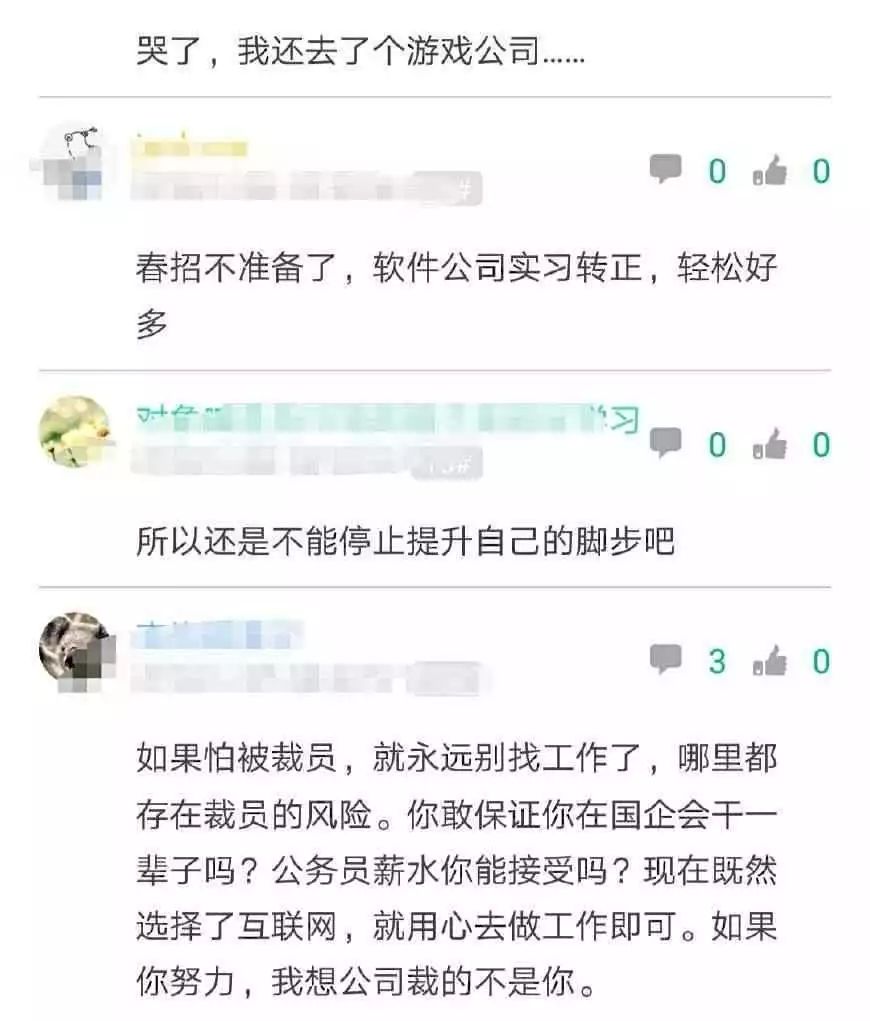 哭了，我还去了个游戏公司……
0 0
春招不准备了，软件公司实习转正，轻松好
多
0 0
所以还是不能停止提升自己的脚步吧
3 0
如果怕被裁员，就永远别找工作了，哪里都
存在裁员的风险。你敢保证你在国企会干一
辈子吗？公务员薪水你能接受吗？现在既然
选择了互联网，就用心去做工作即可。如果
你努力，我想公司裁的不是你。